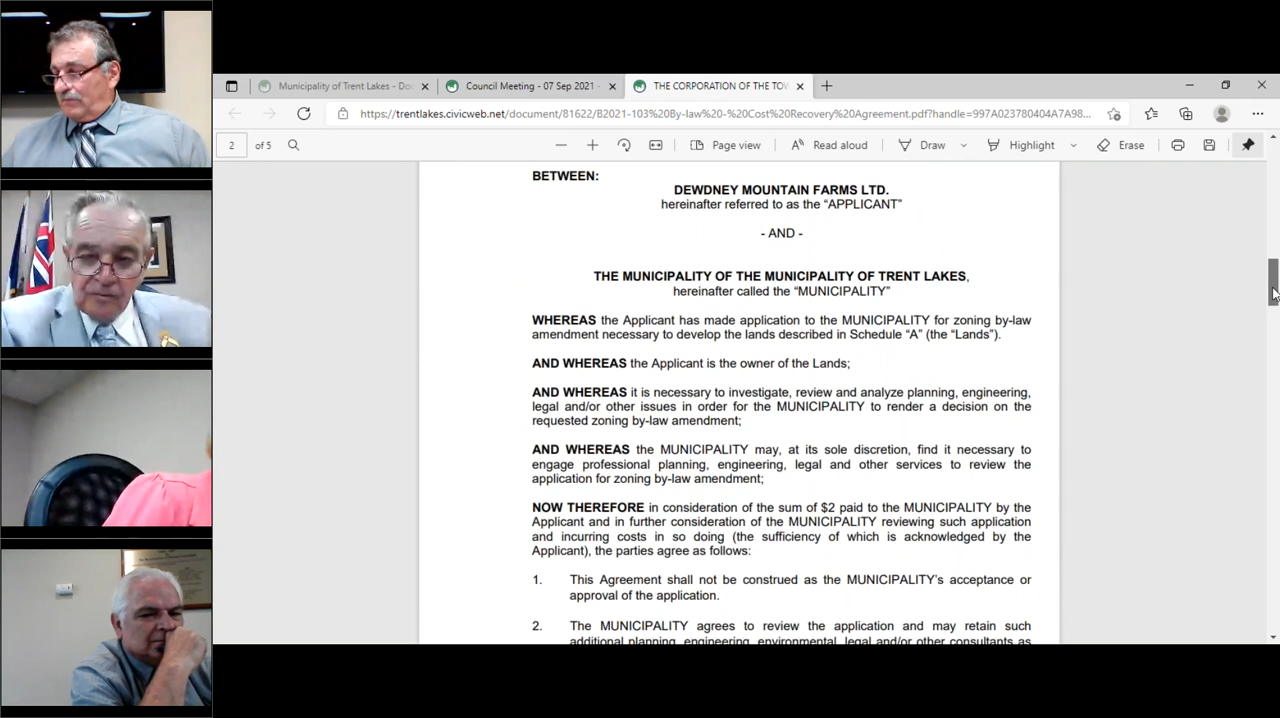 Municipality of Trent Lakes - Do
Council Meeting - 07 Sep 2021 -
THE CORPORATION OF THE TOW
https://trentlakes.civicweb.net/document/81622/B2021-103%20By-law%20-%20Cost%20Recovery%20Agreement.pdf?handle=997A023780404A7A98...
2 of 5
Page view
Read aloud
Draw
Highlight
Erase
BETWEEN:
DEWDNEY MOUNTAIN FARMS LTD.
hereinafter referred to as the “APPLICANT”
- AND -
THE MUNICIPALITY OF THE MUNICIPALITY OF TRENT LAKES,
hereinafter called the “MUNICIPALITY”
WHEREAS the Applicant has made application to the MUNICIPALITY for zoning by-law
amendment necessary to develop the lands described in Schedule “A” (the “Lands”).
AND WHEREAS the Applicant is the owner of the Lands;
AND WHEREAS it is necessary to investigate, review and analyze planning, engineering,
legal and/or other issues in order for the MUNICIPALITY to render a decision on the
requested zoning by-law amendment;
AND WHEREAS the MUNICIPALITY may, at its sole discretion, find it necessary to
engage professional planning, engineering, legal and other services to review the
application for zoning by-law amendment;
NOW THEREFORE in consideration of the sum of $2 paid to the MUNICIPALITY by the
Applicant and in further consideration of the MUNICIPALITY reviewing such application
and incurring costs in so doing (the sufficiency of which is acknowledged by the
Applicant), the parties agree as follows:
1. This Agreement shall not be construed as the MUNICIPALITY’s acceptance or
approval of the application.
2. The MUNICIPALITY agrees to review the application and may retain such
additional planning, engineering, environmental, legal and/or other consultants as